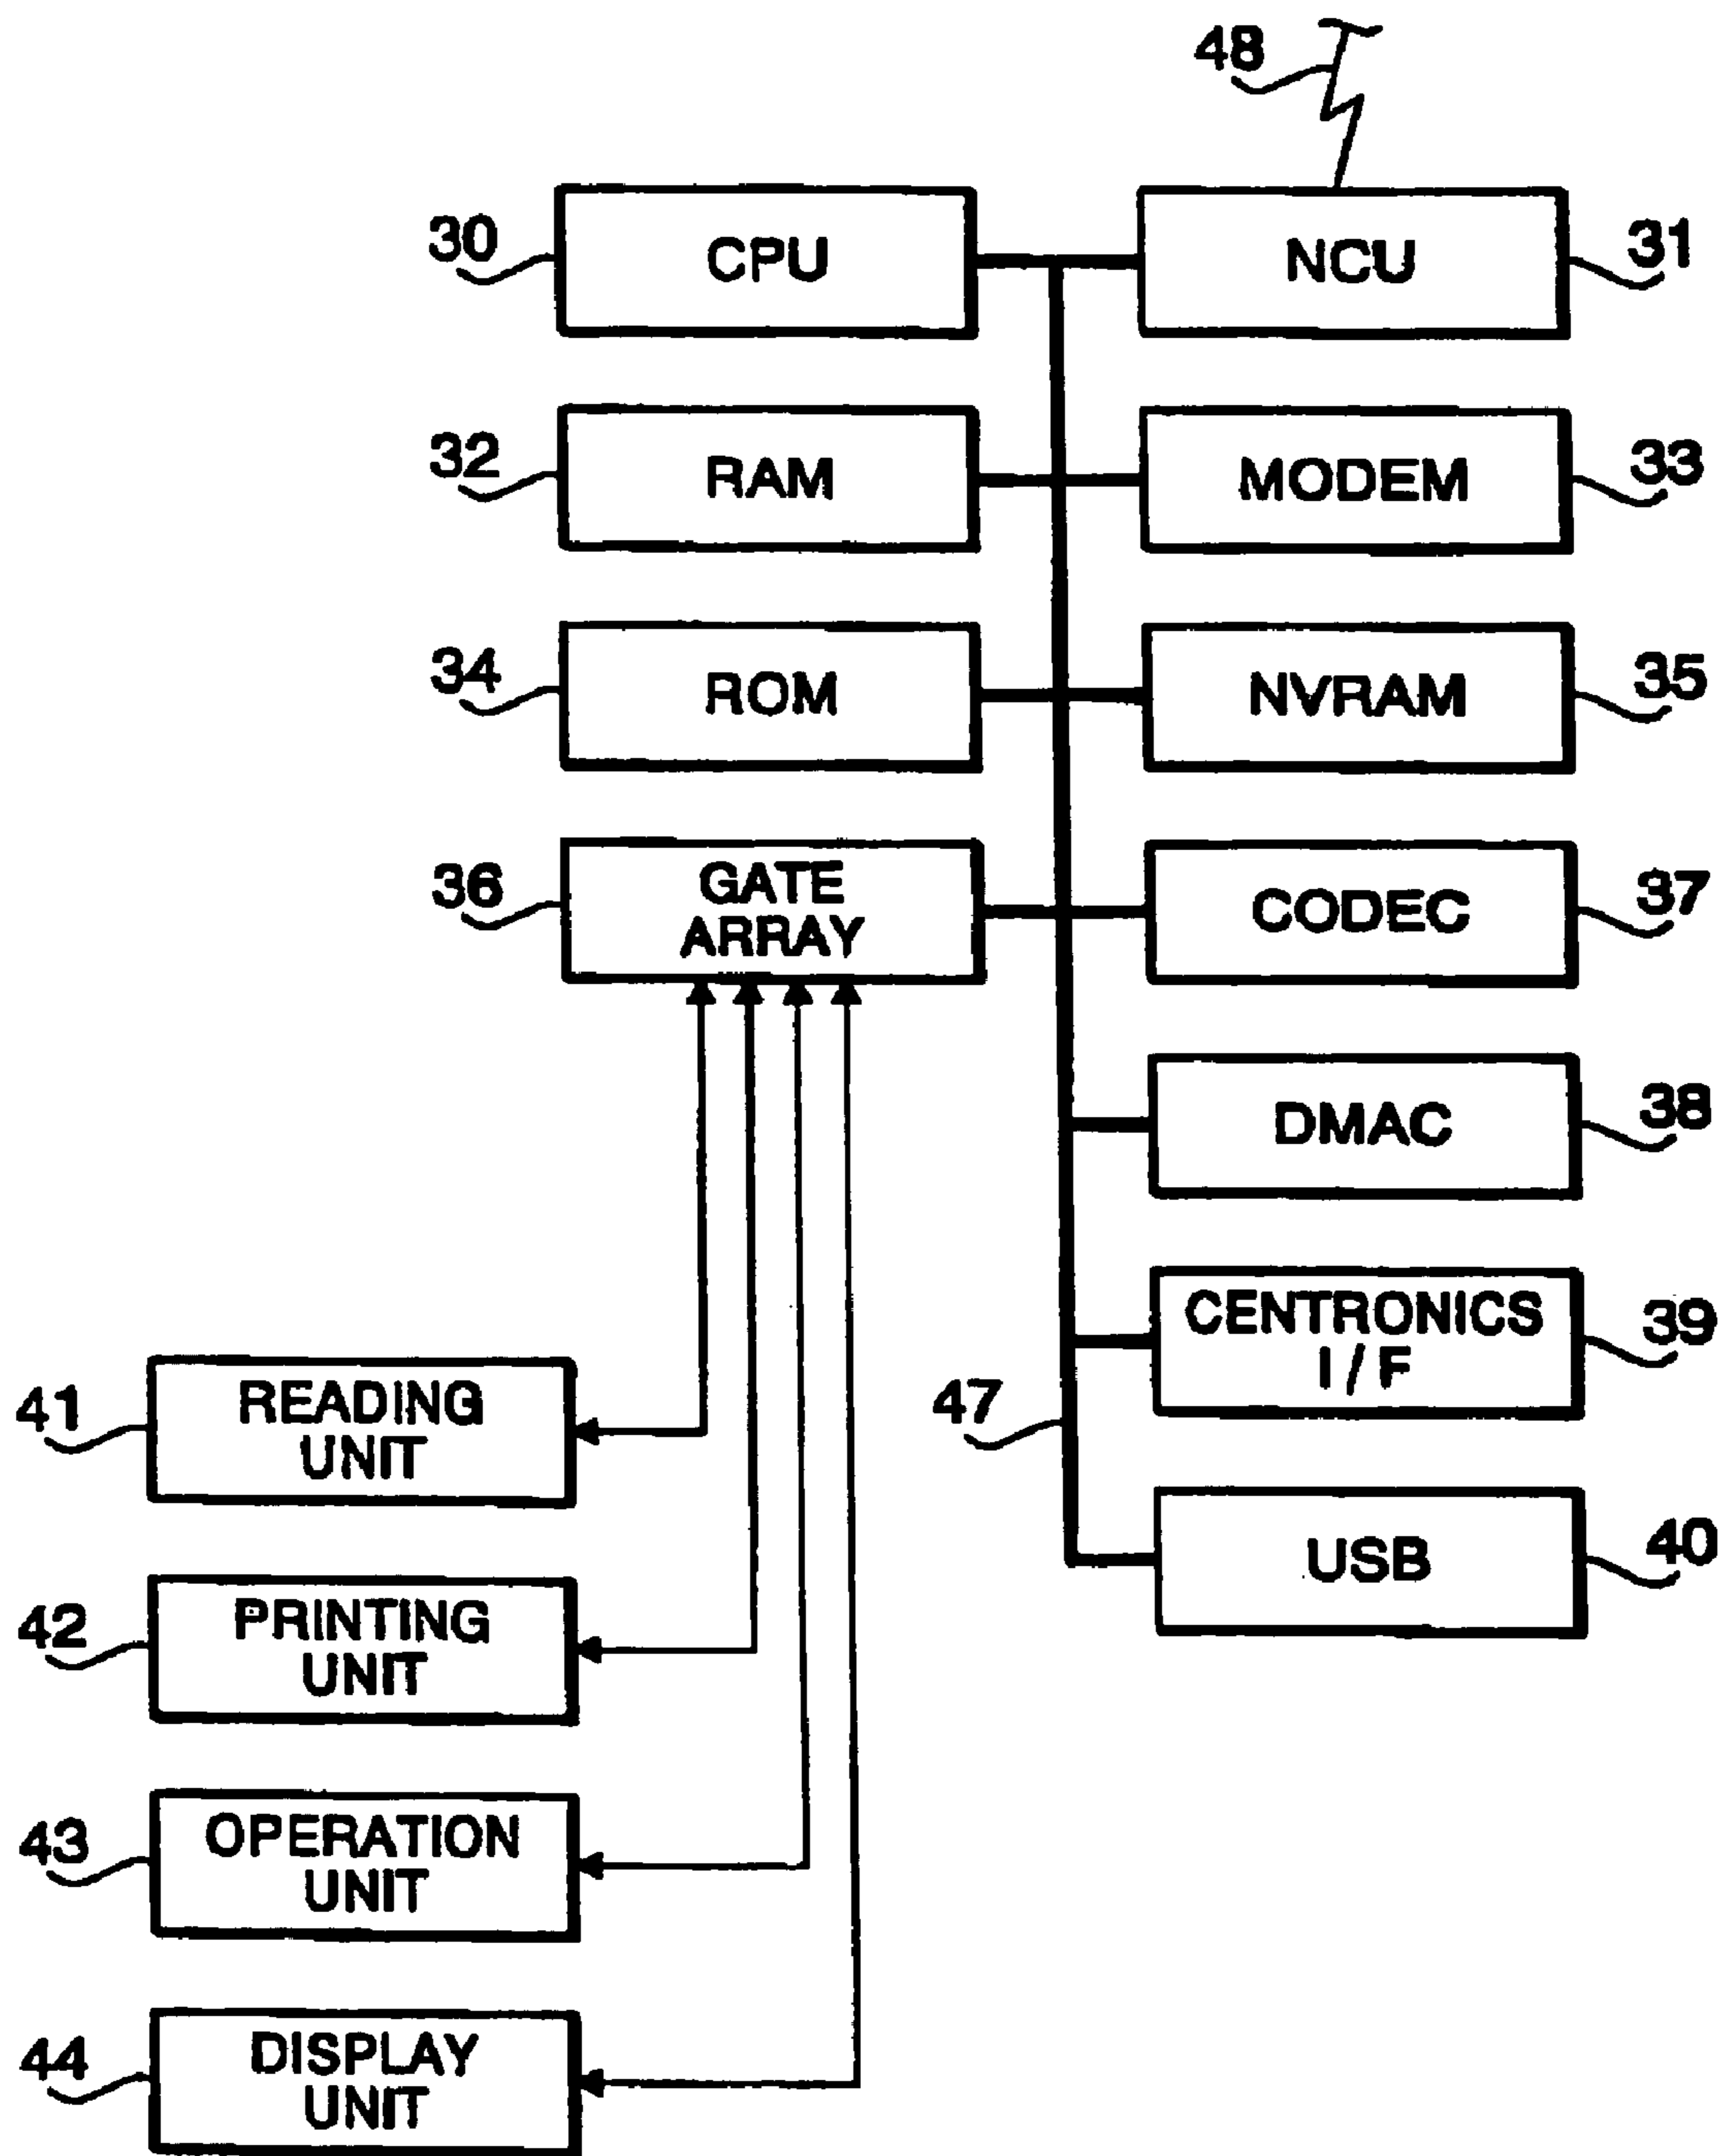 48
30
CPU
NCU
31
32
RAM
MODEM
33
34
ROM
NVRAM
35
36
GATE
ARRAY
CODEC
37
DMAC
38
CENTRONICS
I/F
39
47
41
READING
UNIT
USB
40
42
PRINTING
UNIT
43
OPERATION
UNIT
44
DISPLAY
UNIT